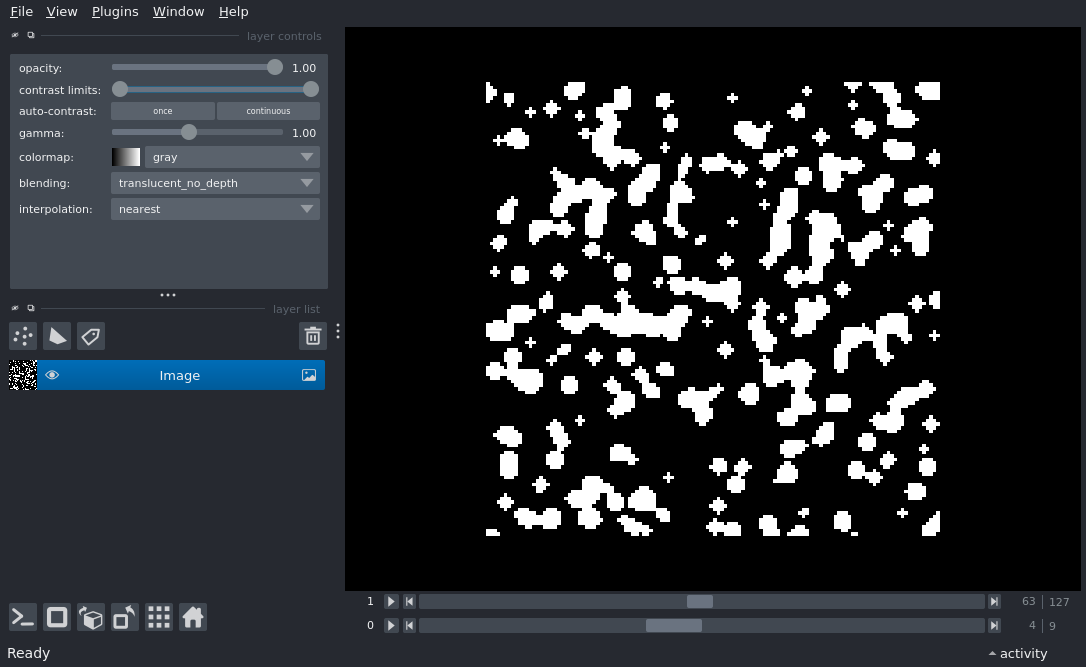 File View Plugins Window Help
layer controls
opacity: 1.00
contrast limits:
auto-contrast: once continuous
gamma: 1.00
colormap: gray
blending: translucent_no_depth
interpolation: nearest
layer list
Image
1 63 127
0 4 9
Ready activity